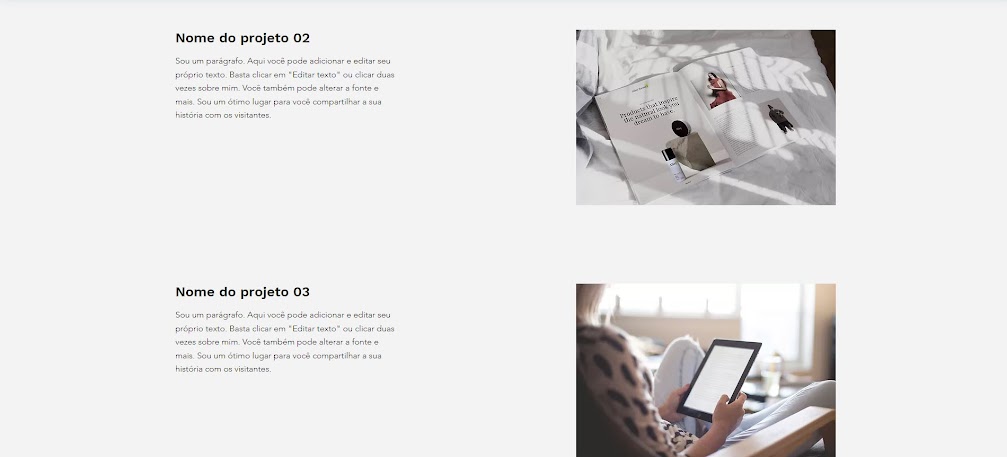 Nome do projeto 02
Sou um parágrafo. Aqui você pode adicionar e editar seu
próprio texto. Basta clicar em "Editar texto" ou clicar duas
vezes sobre mim. Você também pode alterar a fonte e
mais. Sou um ótimo lugar para você compartilhar a sua
história com os visitantes.
Products that inspire
the natural look you
dream to have
Nome do projeto 03
Sou um parágrafo. Aqui você pode adicionar e editar seu
próprio texto. Basta clicar em "Editar texto" ou clicar duas
vezes sobre mim. Você também pode alterar a fonte e
mais. Sou um ótimo lugar para você compartilhar a sua
história com os visitantes.